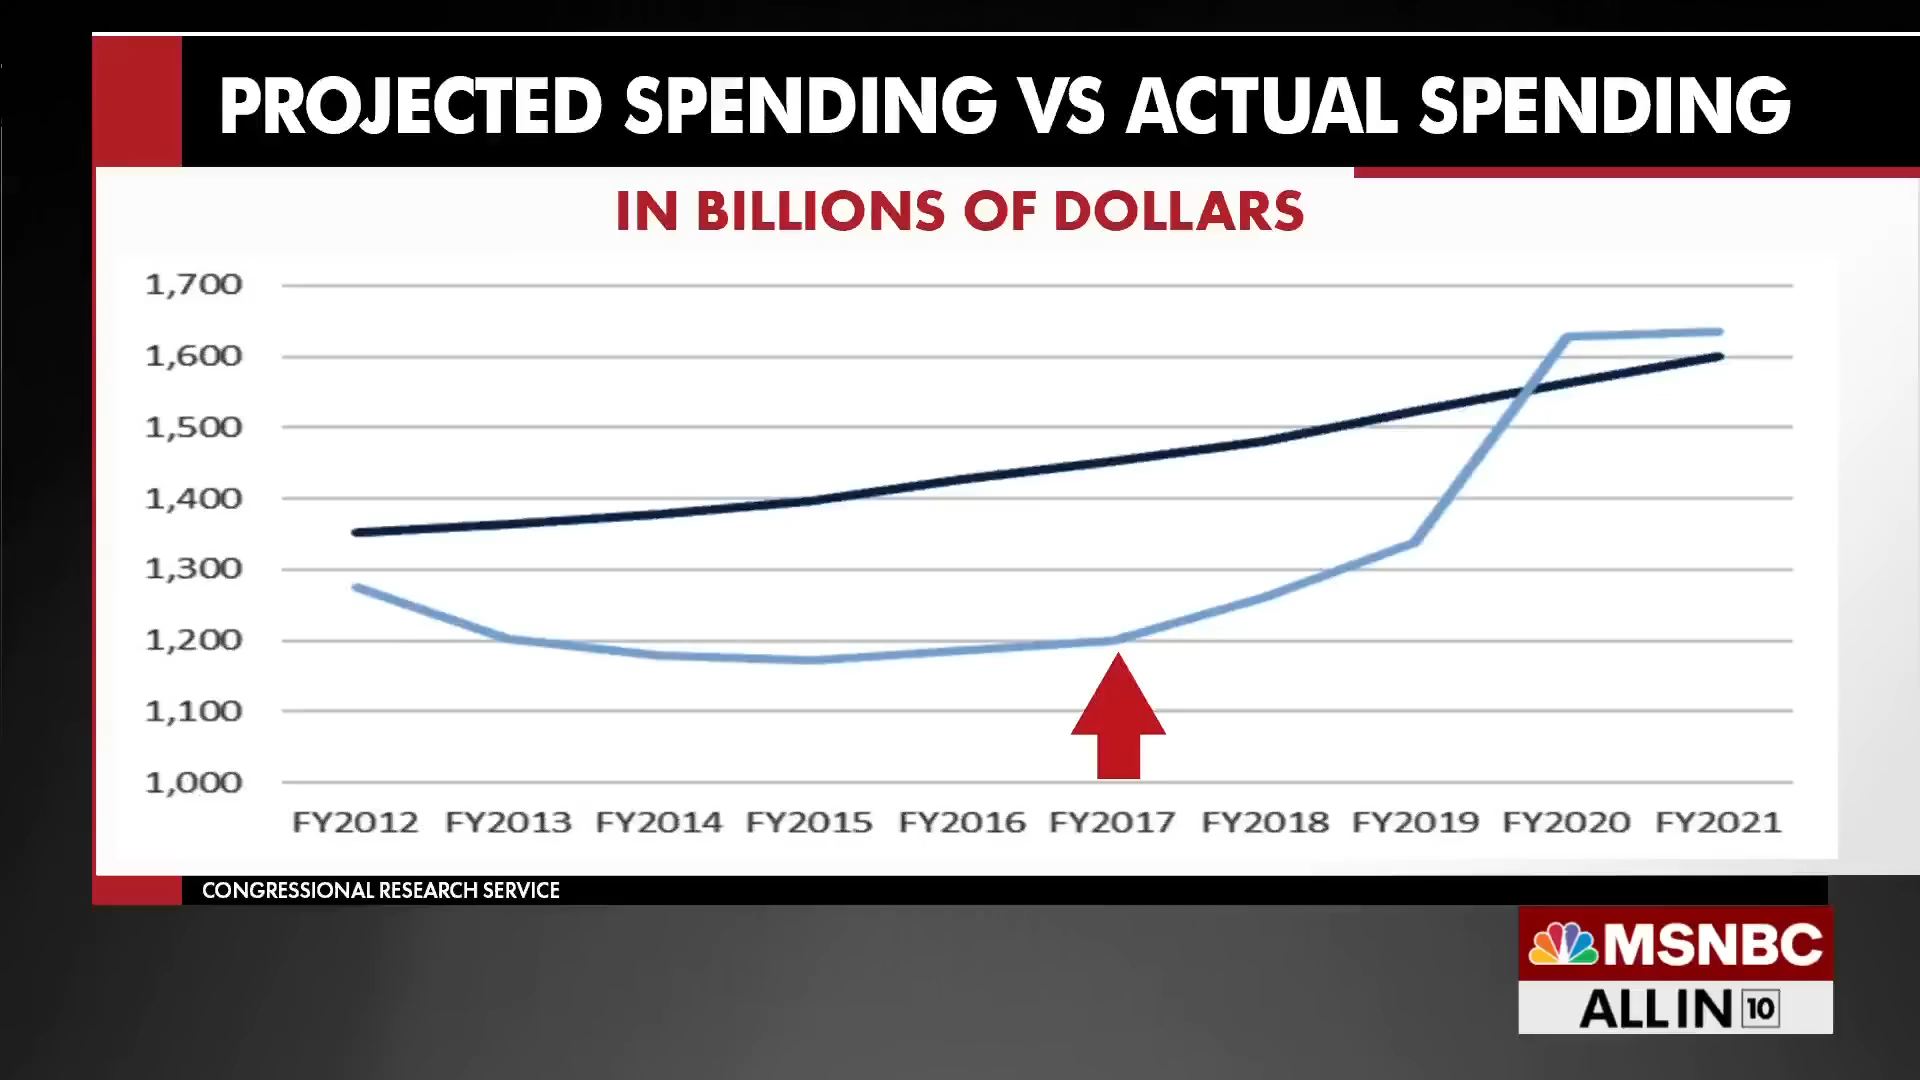 PROJECTED SPENDING VS ACTUAL SPENDING
IN BILLIONS OF DOLLARS
1,700
1,600
1,500
1,400
1,300
1,200
1,100
1,000
FY2012 FY2013 FY2014 FY2015 FY2016 FY2017 FY2018 FY2019 FY2020 FY2021
CONGRESSIONAL RESEARCH SERVICE
MSNBC
ALL IN 10